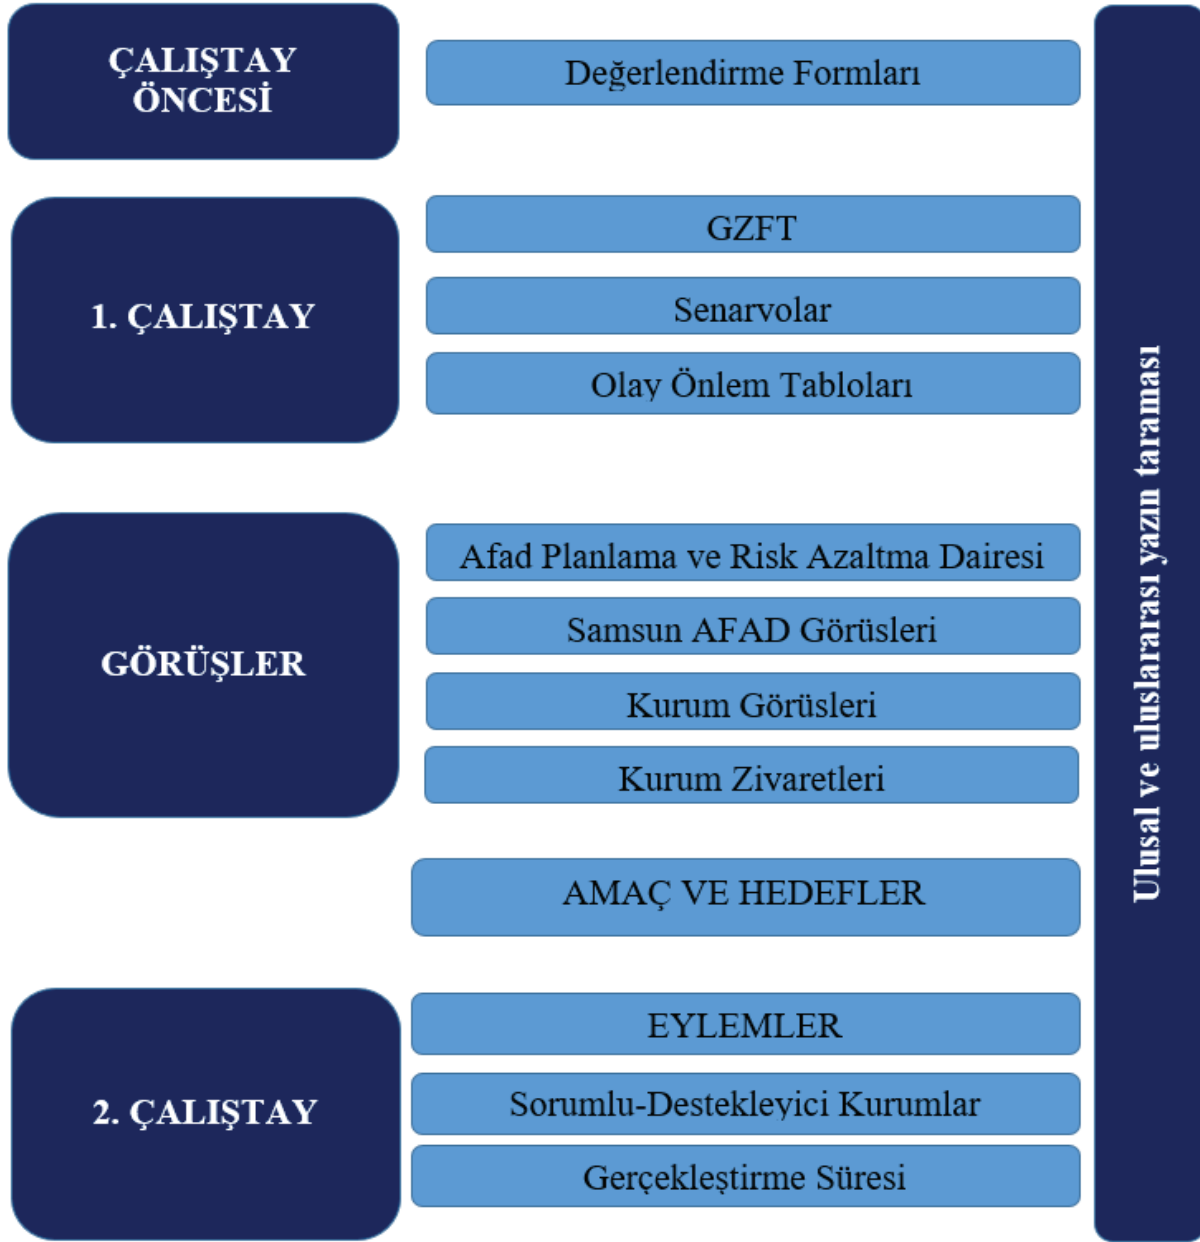 ÇALIŞTAY
ÖNCESİ
Değerlendirme Formları
1. ÇALIŞTAY
GZFT
Senarvolar
Olay Önlem Tabloları
GÖRÜŞLER
Afad Planlama ve Risk Azaltma Dairesi
Samsun AFAD Görüsleri
Kurum Görüsleri
Kurum Zivaretleri
AMAÇ VE HEDEFLER
2. ÇALIŞTAY
EYLEMLER
Sorumlu-Destekleyici Kurumlar
Gerçekleştirme Süresi
Ulusal ve uluslararası yazın taraması